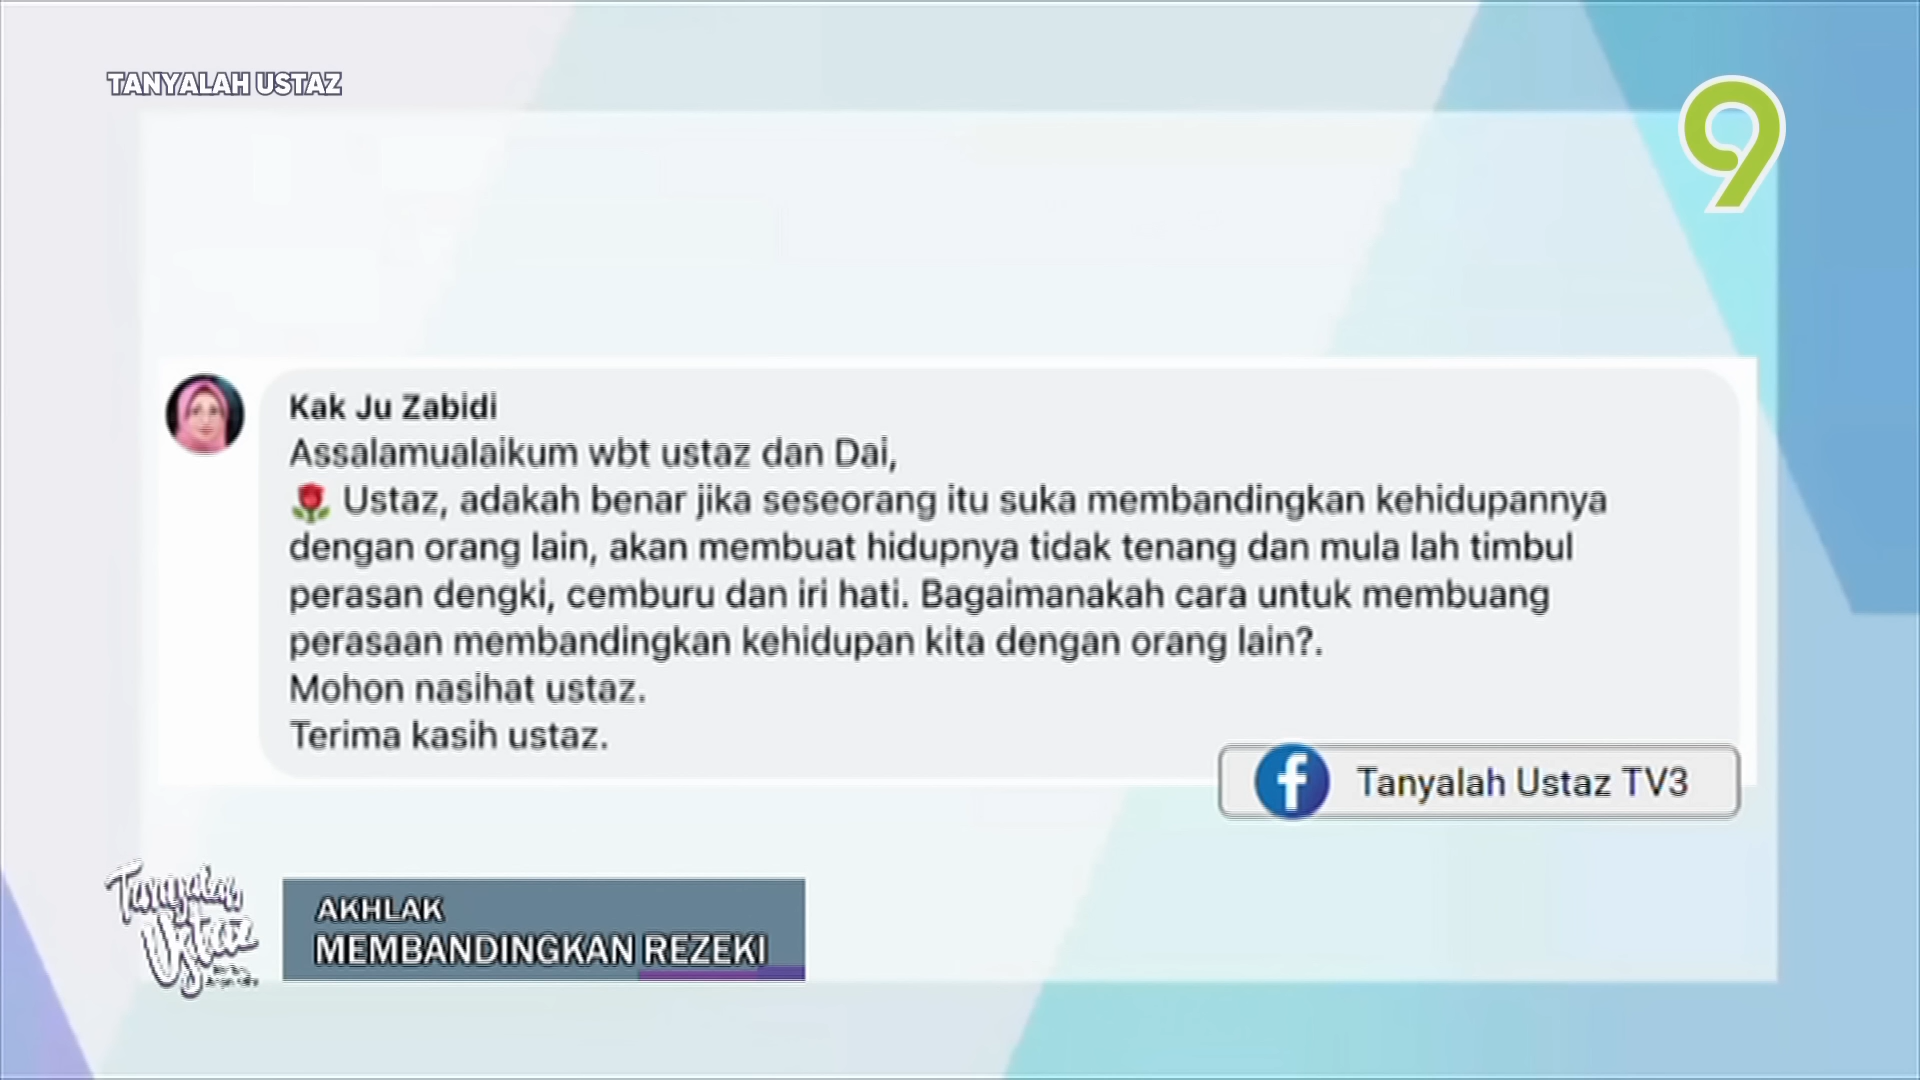 TANYALAH USTAZ
9
Kak Ju Zabidi
Assalamualaikum wbt ustaz dan Dai,
🌹 Ustaz, adakah benar jika seseorang itu suka membandingkan kehidupannya
dengan orang lain, akan membuat hidupnya tidak tenang dan mula lah timbul
perasan dengki, cemburu dan iri hati. Bagaimanakah cara untuk membuang
perasaan membandingkan kehidupan kita dengan orang lain?.
Mohon nasihat ustaz.
Terima kasih ustaz.
f Tanyalah Ustaz TV3
Tanyalah
Ustaz
AKHLAK
MEMBANDINGKAN REZEKI